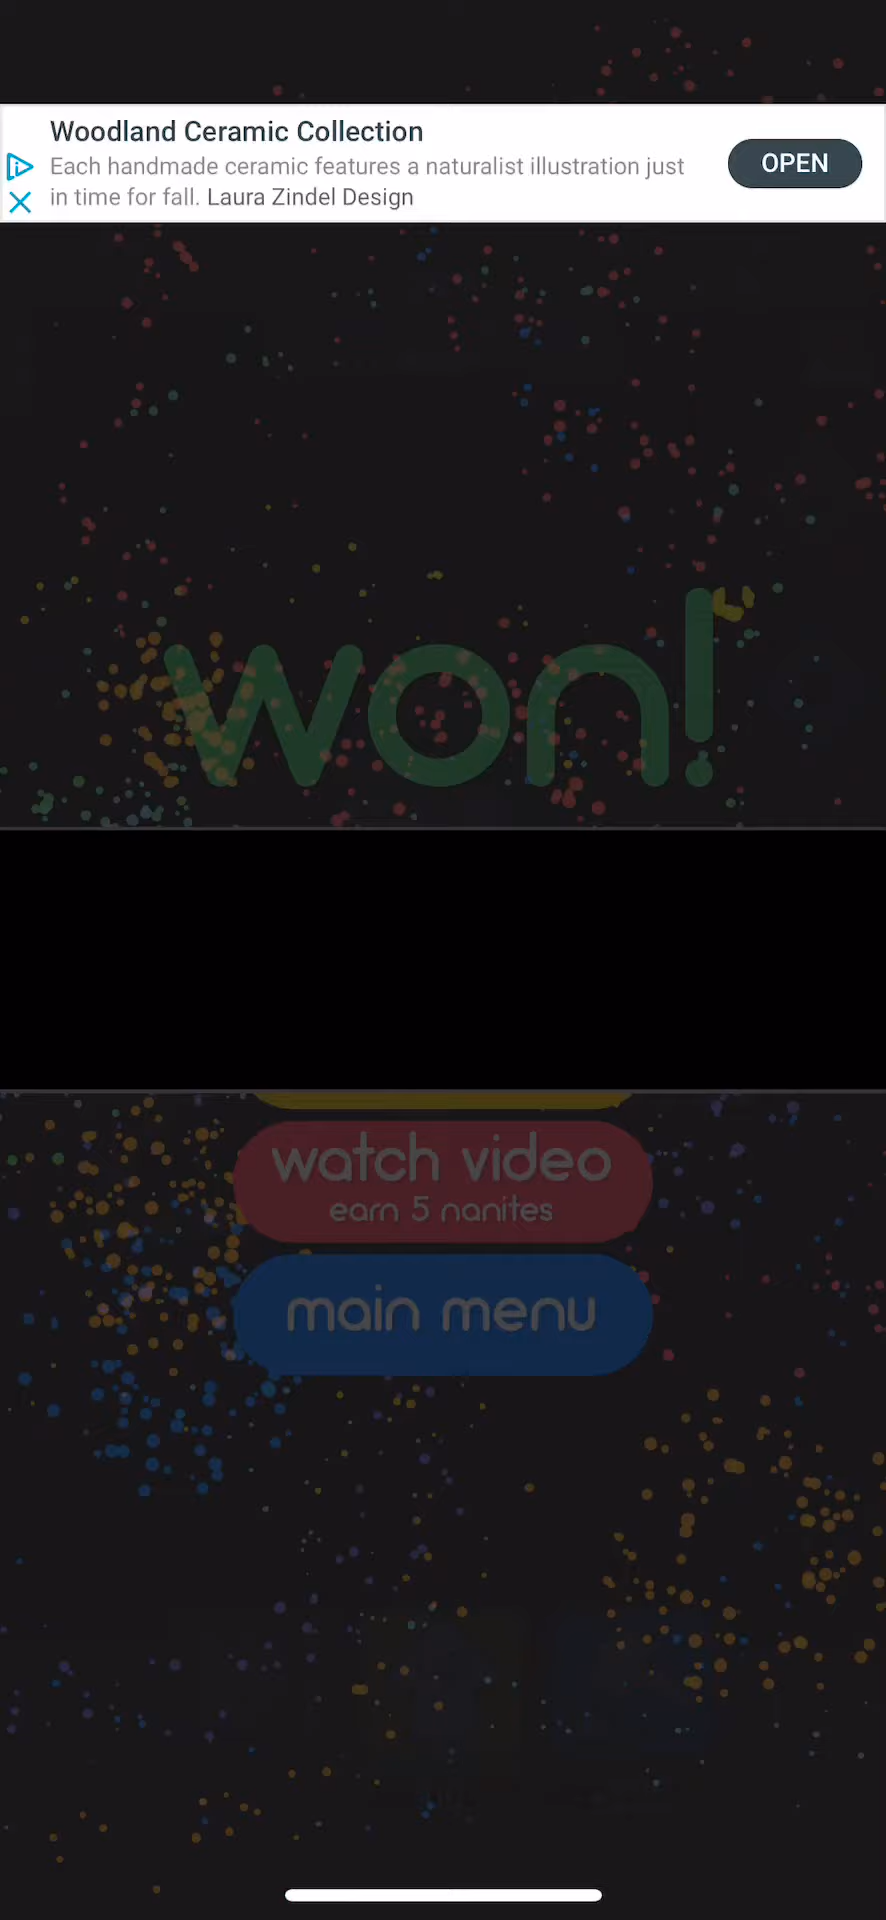 Woodland Ceramic Collection
Each handmade ceramic features a naturalist illustration just
in time for fall. Laura Zindel Design
OPEN
won!
watch video
earn 5 nanites
main menu